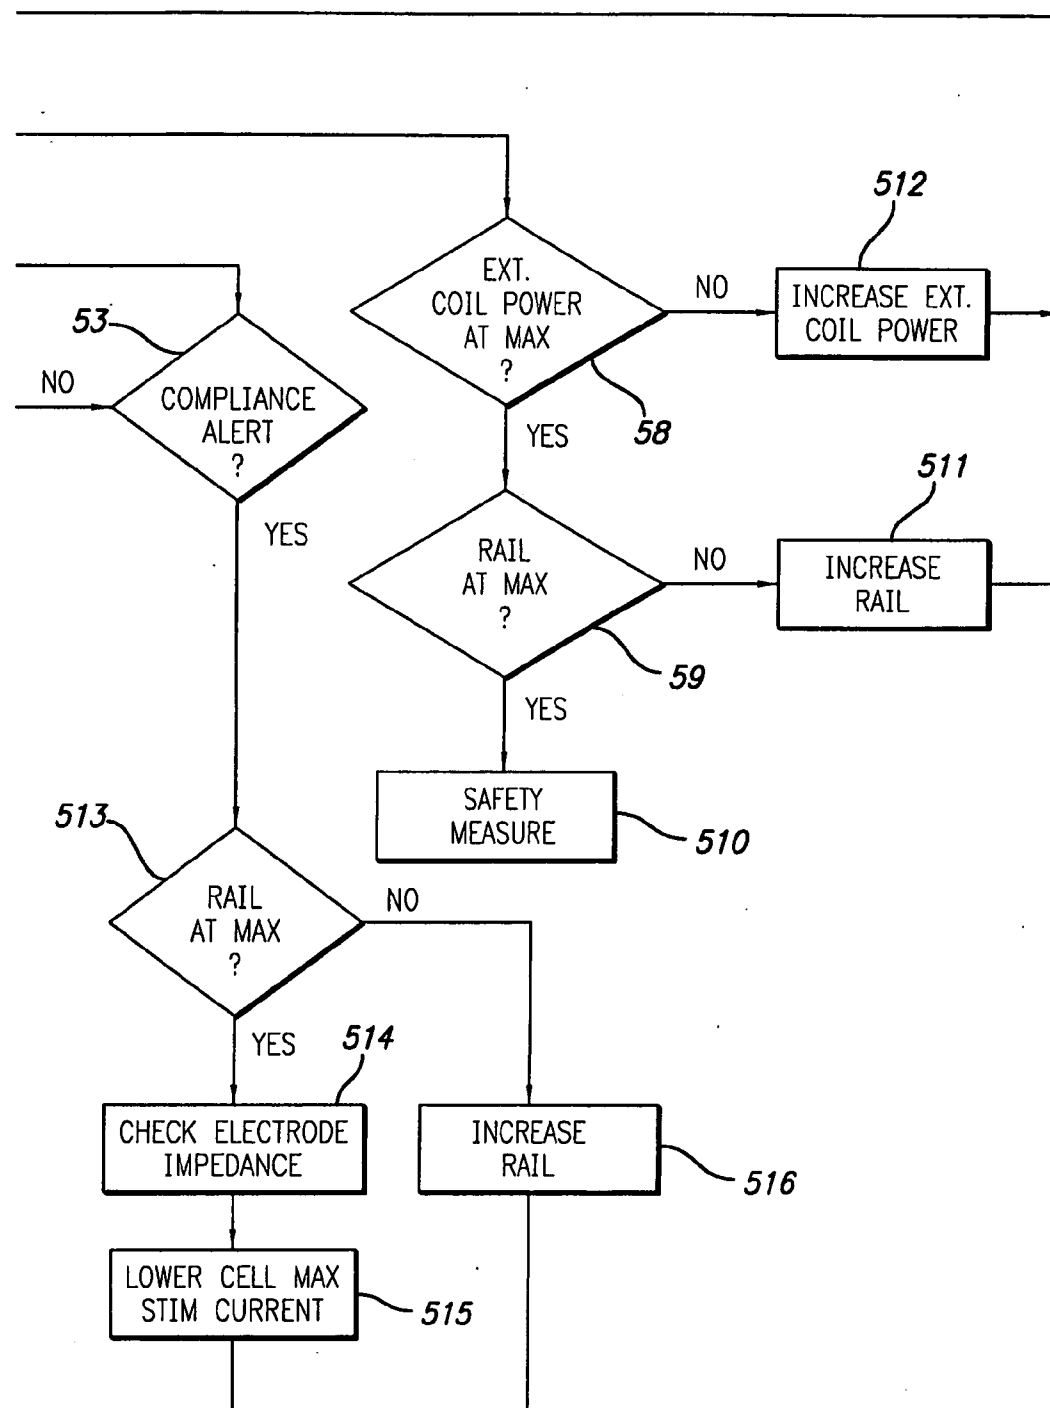 512
EXT.
COIL POWER
AT MAX
?
NO
INCREASE EXT.
COIL POWER
53
NO
COMPLIANCE
ALERT
?
58
YES
YES
511
RAIL
AT MAX
?
NO
INCREASE
RAIL
59
YES
SAFETY
MEASURE
510
513
RAIL
AT MAX
?
NO
YES
514
CHECK ELECTRODE
IMPEDANCE
INCREASE
RAIL
516
LOWER CELL MAX
STIM CURRENT
515